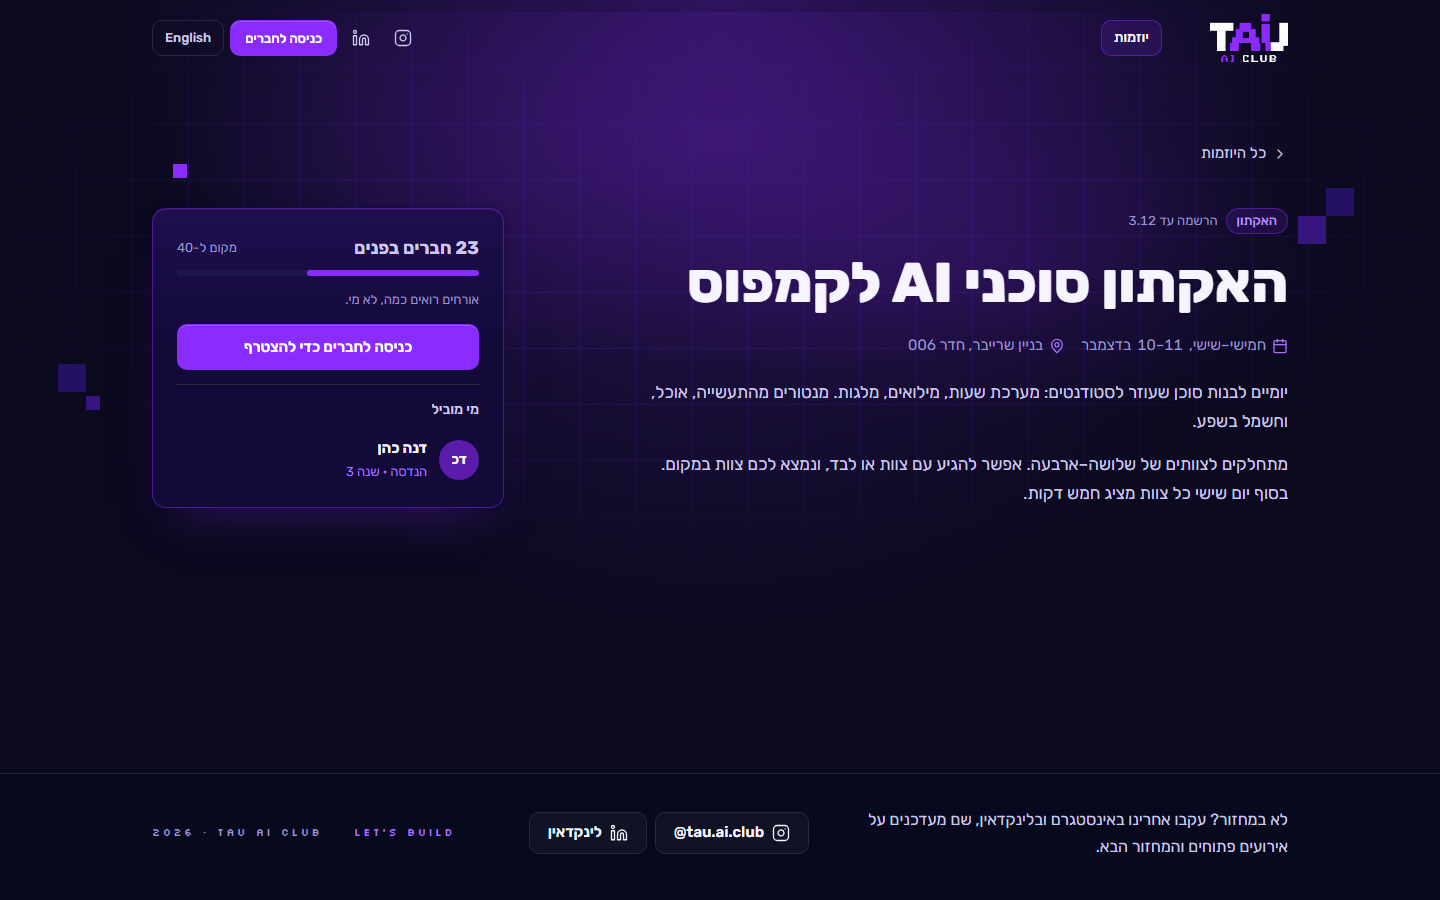 TAU
AI CLUB
יוזמות
כניסה לחברים
English
כל היוזמות
האקתון
הרשמה עד 3.12
האקתון סוכני AI לקמפוס
חמישי–שישי, 10–11 בדצמבר
בניין שרייבר, חדר 006
יומיים לבנות סוכן שעוזר לסטודנטים: מערכת שעות, מילואים, מלגות. מנטורים מהתעשייה, אוכל,
וחשמל בשפע.
מתחלקים לצוותים של שלושה–ארבעה. אפשר להגיע עם צוות או לבד, ונמצא לכם צוות במקום.
בסוף יום שישי כל צוות מציג חמש דקות.
23 חברים בפנים
מקום ל-40
אורחים רואים כמה, לא מי.
כניסה לחברים כדי להצטרף
מי מוביל
דכ
דנה כהן
הנדסה • שנה 3
לא במחזור? עקבו אחרינו באינסטגרם ובלינקדאין, שם מעדכנים על
אירועים פתוחים והמחזור הבא.
@tau.ai.club
לינקדאין
LET'S BUILD
2026 · TAU AI CLUB